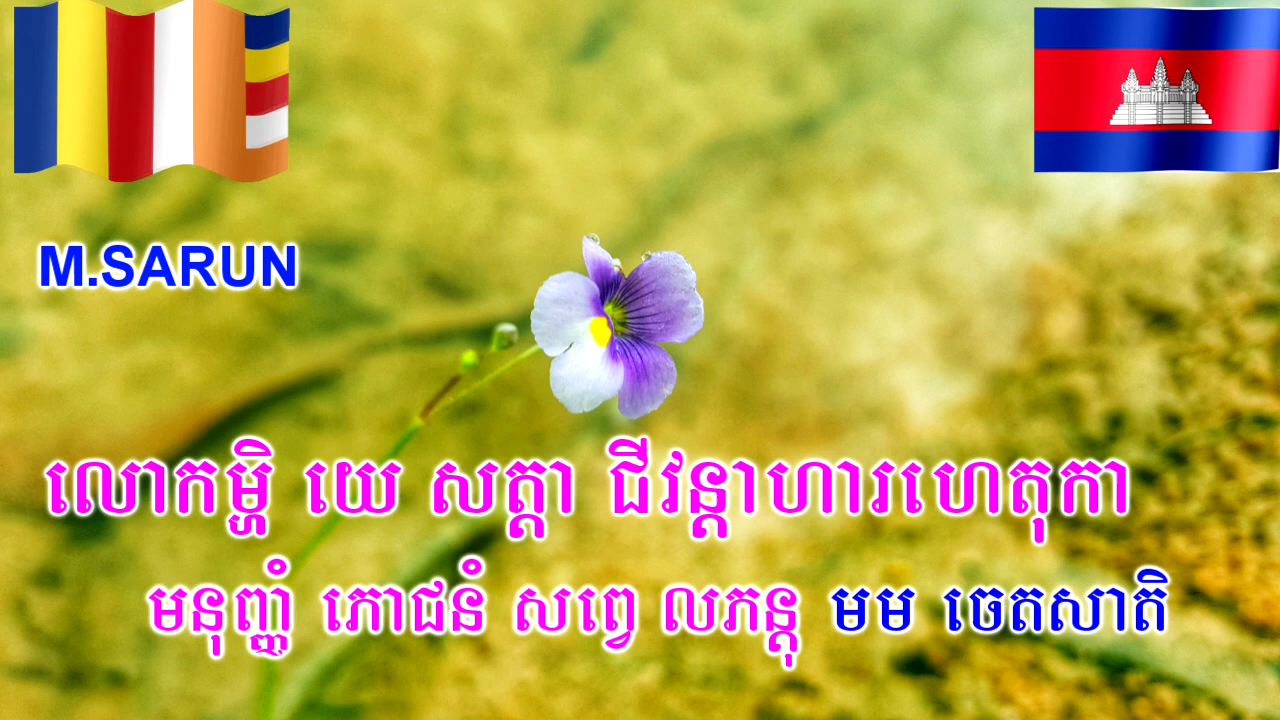 M.SARUN
លោកម្ហិ យេ សត្តា ជីវន្តាហារហេតុកា
មនុញ្ញំ ភោជនំ សព្វេ លភន្តុ មម ចេតសាតិ